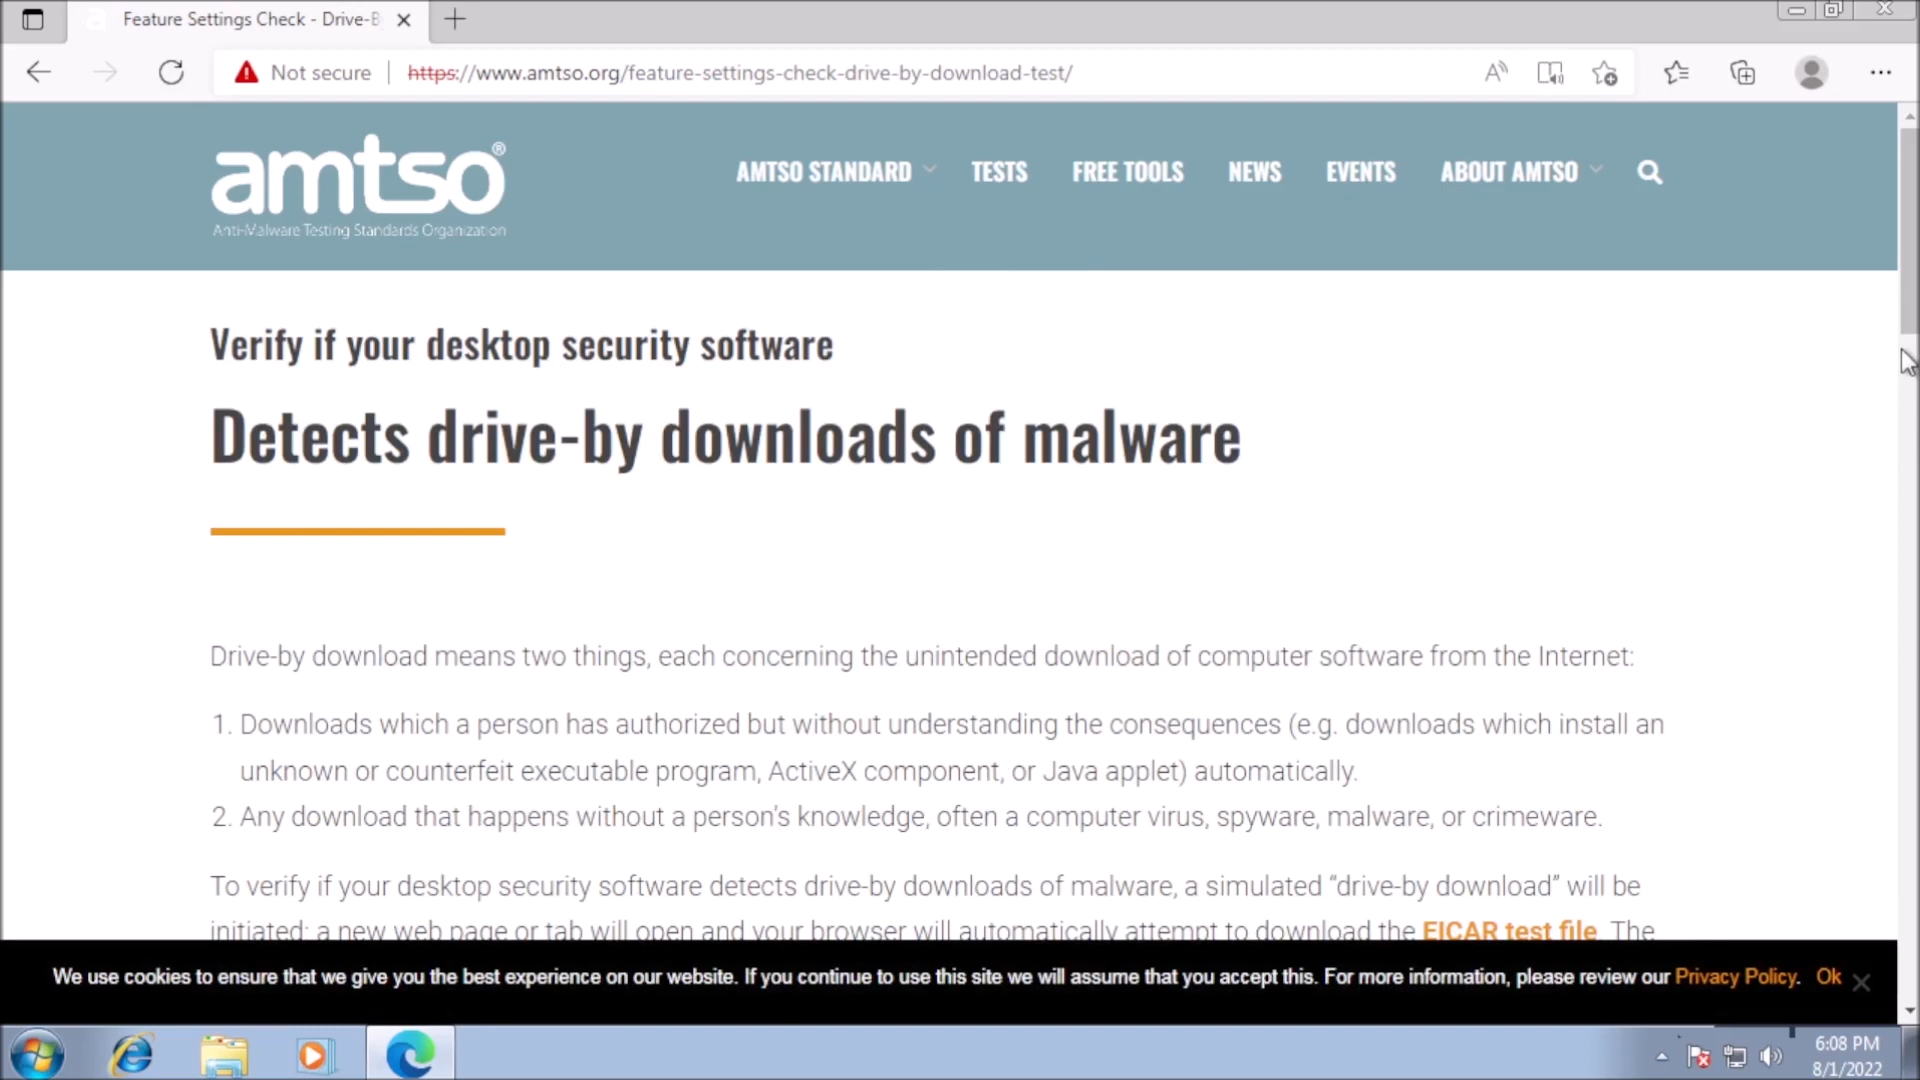 Feature Settings Check - Drive-B
Not secure
https://www.amtso.org/feature-settings-check-drive-by-download-test/
amtso®
Anti-Malware Testing Standards Organization
AMTSO STANDARD TESTS FREE TOOLS NEWS EVENTS ABOUT AMTSO
Verify if your desktop security software
Detects drive-by downloads of malware
Drive-by download means two things, each concerning the unintended download of computer software from the Internet:
1. Downloads which a person has authorized but without understanding the consequences (e.g. downloads which install an
unknown or counterfeit executable program, ActiveX component, or Java applet) automatically.
2. Any download that happens without a person’s knowledge, often a computer virus, spyware, malware, or crimeware.
To verify if your desktop security software detects drive-by downloads of malware, a simulated “drive-by download” will be
initiated: a new web page or tab will open and your browser will automatically attempt to download the EICAR test file. The
We use cookies to ensure that we give you the best experience on our website. If you continue to use this site we will assume that you accept this. For more information, please review our Privacy Policy. Ok
6:08 PM
8/1/2022